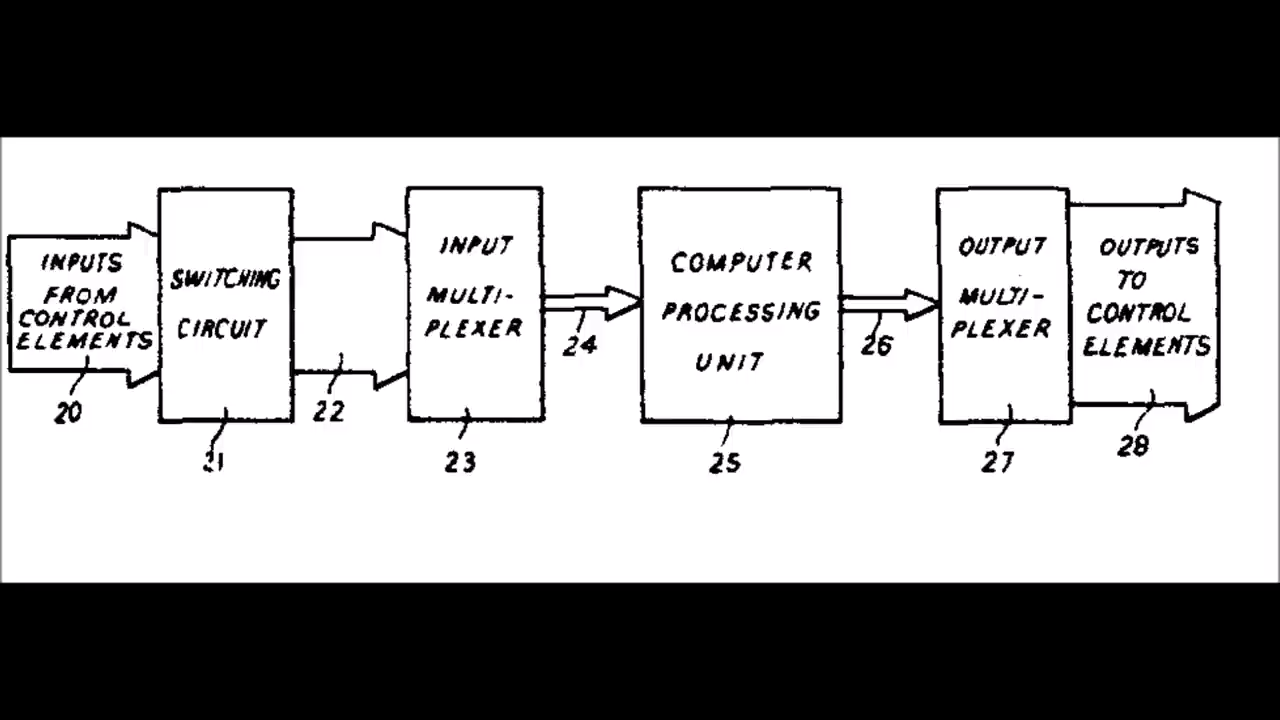 INPUTS
FROM
CONTROL
ELEMENTS
20
SWITCHING
CIRCUIT
21
22
INPUT
MULTI-
PLEXER
23
24
COMPUTER
PROCESSING
UNIT
25
26
OUTPUT
MULTI-
PLEXER
27
OUTPUTS
TO
CONTROL
ELEMENTS
28